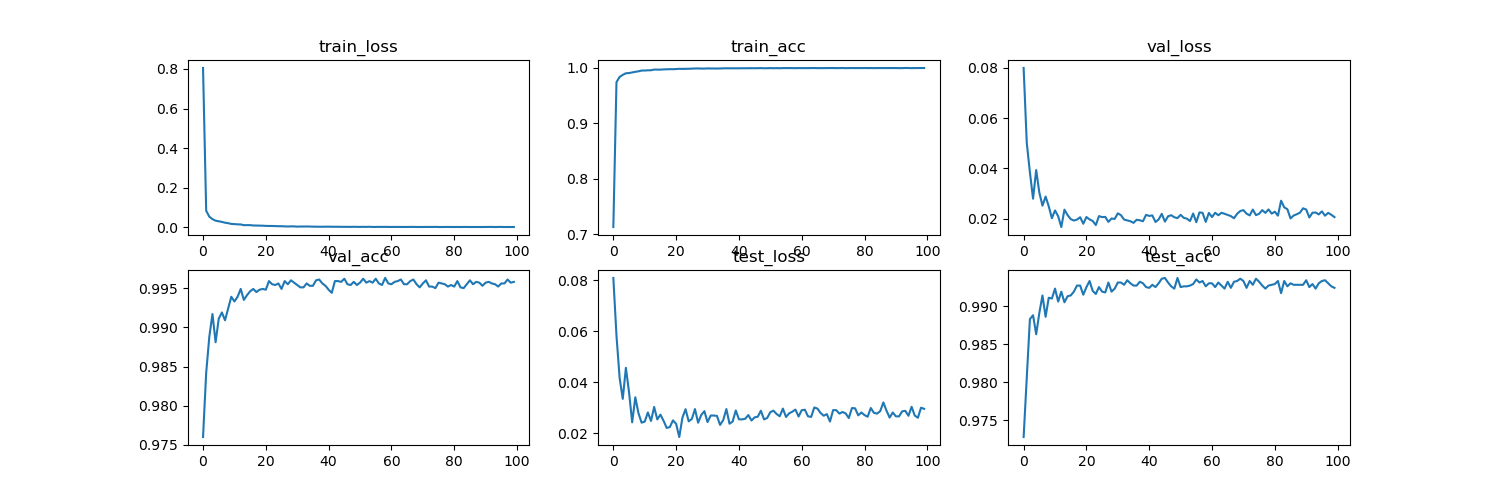 train_loss train_acc val_loss
0.8 1.0 0.08
0.6 0.9 0.06
0.4 0.8 0.04
0.2 0.7 0.02
0.0
0 20 40 60 80 100 0 20 40 60 80 100 0 20 40 60 80 100
val_acc test_loss test_acc
0.995 0.08 0.990
0.990 0.06 0.985
0.985 0.04 0.980
0.980 0.02 0.975
0.975
0 20 40 60 80 100 0 20 40 60 80 100 0 20 40 60 80 100